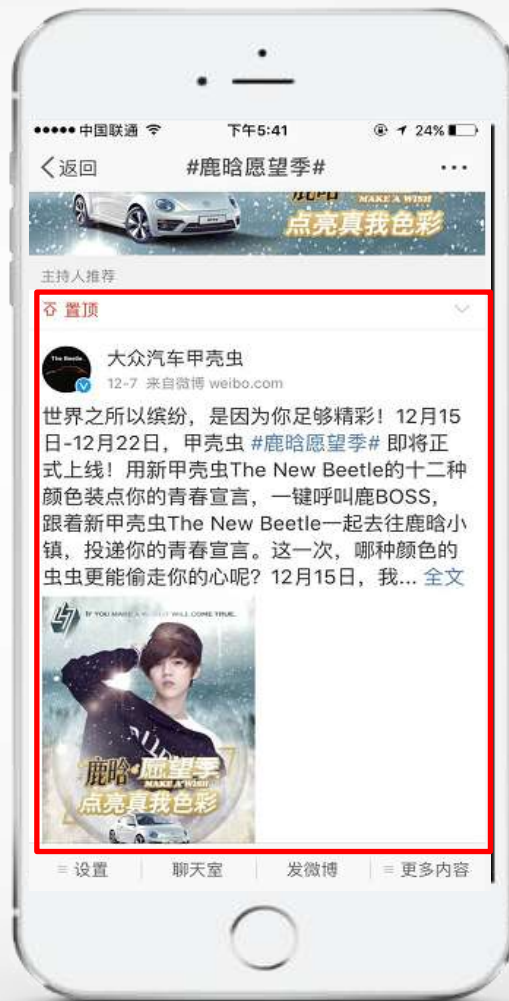 中国联通 下午5:41 24%
返回 #鹿晗愿望季# ...
鹿晗 MAKE A WISH
点亮真我色彩
主持人推荐
置顶
The Beetle
大众汽车甲壳虫
12-7 来自微博 weibo.com
世界之所以缤纷，是因为你足够精彩！12月15
日-12月22日，甲壳虫 #鹿晗愿望季# 即将正
式上线！用新甲壳虫The New Beetle的十二种
颜色装点你的青春宣言，一键呼叫鹿BOSS，
跟着新甲壳虫The New Beetle一起去往鹿晗小
镇，投递你的青春宣言。这一次，哪种颜色的
虫虫更能偷走你的心呢？12月15日，我... 全文
IF YOU MAKE A WILL COME TRUE.
鹿晗·愿望季
MAKE A WISH
点亮真我色彩
设置 聊天室 发微博 更多内容